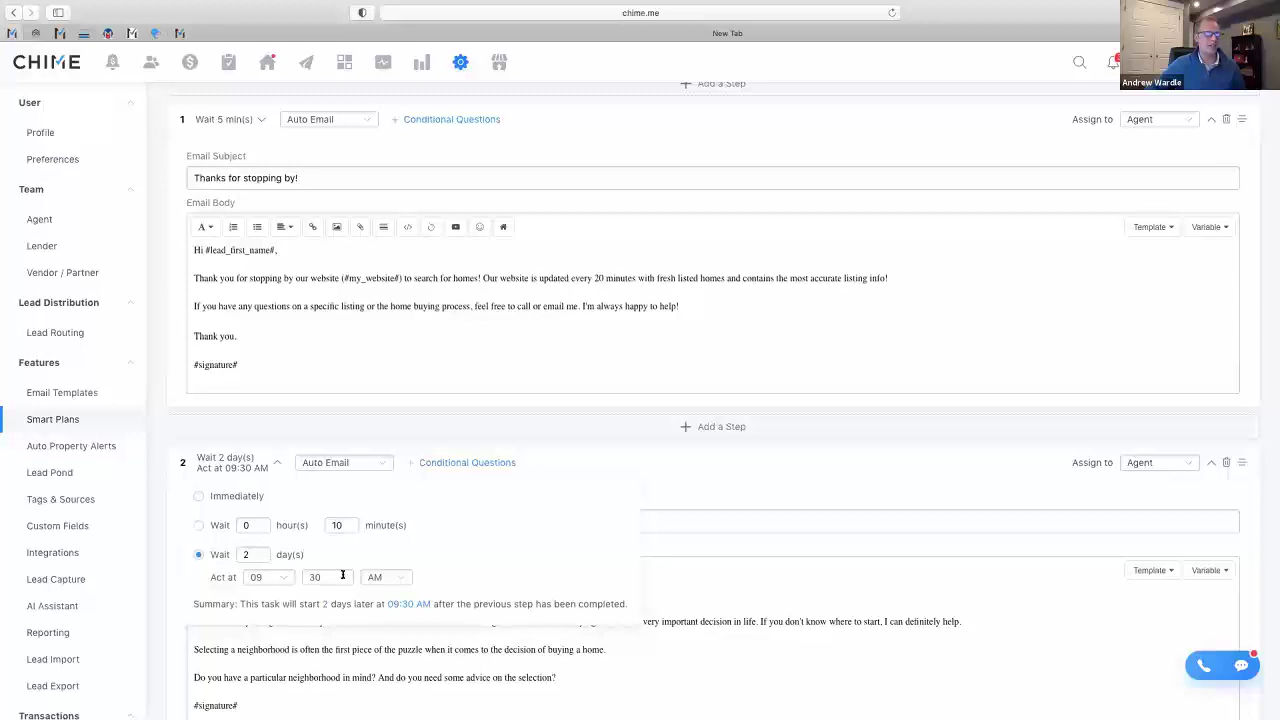 chime.me
New Tab
Andrew Wardle
CHIME
User
Profile
Preferences
Team
Agent
Lender
Vendor / Partner
Lead Distribution
Lead Routing
Features
Email Templates
Smart Plans
Auto Property Alerts
Lead Pond
Tags & Sources
Custom Fields
Integrations
Lead Capture
AI Assistant
Reporting
Lead Import
Lead Export
Transactions
+ Add a Step
1 Wait 5 min(s) Auto Email + Conditional Questions Assign to Agent
Email Subject
Thanks for stopping by!
Email Body
A Template Variable
Hi #lead_first_name#,
Thank you for stopping by our website (#my_website#) to search for homes! Our website is updated every 20 minutes with fresh listed homes and contains the most accurate listing info!
If you have any questions on a specific listing or the home buying process, feel free to call or email me. I'm always happy to help!
Thank you.
#signature#
+ Add a Step
2 Wait 2 day(s) Auto Email + Conditional Questions Assign to Agent
Act at 09:30 AM
Immediately
Wait 0 hour(s) 10 minute(s)
Wait 2 day(s)
Act at 09 30 AM
Summary: This task will start 2 days later at 09:30 AM after the previous step has been completed.
Template Variable
very important decision in life. If you don't know where to start, I can definitely help.
Selecting a neighborhood is often the first piece of the puzzle when it comes to the decision of buying a home.
Do you have a particular neighborhood in mind? And do you need some advice on the selection?
#signature#